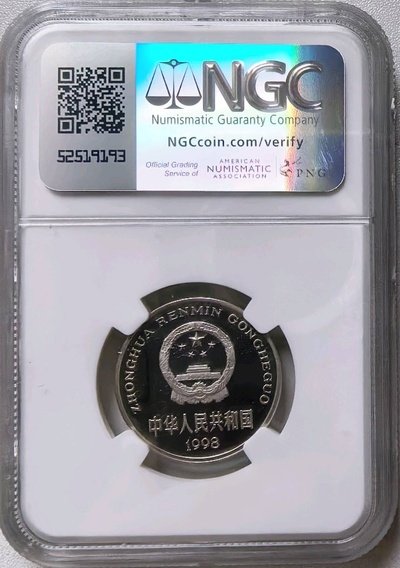 NGC
Numismatic Guaranty Company
NGCcoin.com/verify
52519193
Official Grading
Service of
AMERICAN
NUMISMATIC
ASSOCIATION
PNG
ZHONGHUA RENMIN GONGHEGUO
中华人民共和国
1998